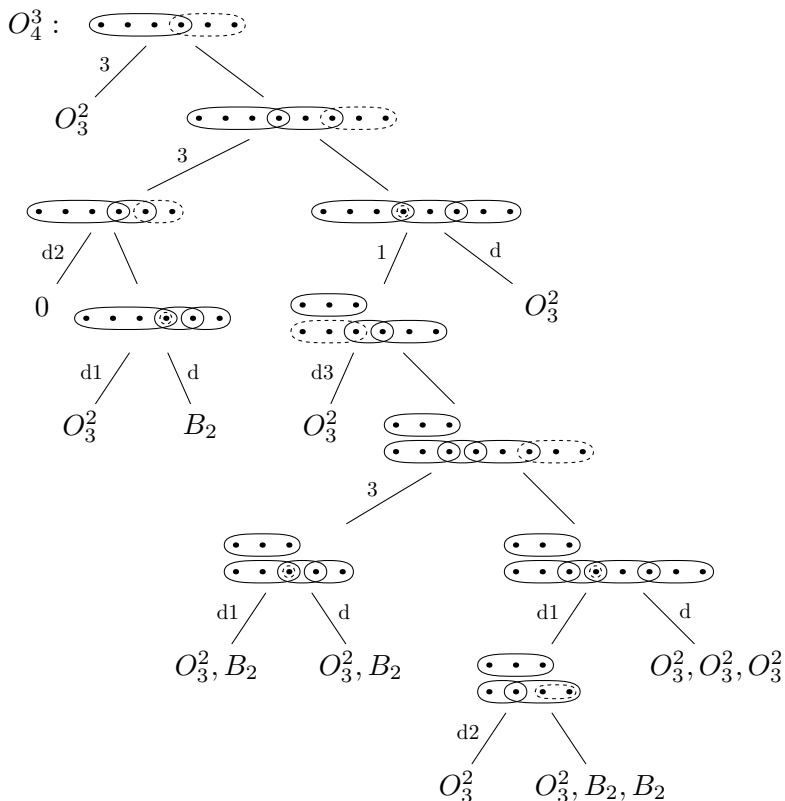 O_4^3 :
3
O_3^2
3
d2
1
d
0
O_3^2
d1
d
d3
O_3^2
B_2
O_3^2
3
d1
d
d1
d
O_3^2, B_2
O_3^2, B_2
O_3^2, O_3^2, O_3^2
d2
O_3^2
O_3^2, B_2, B_2